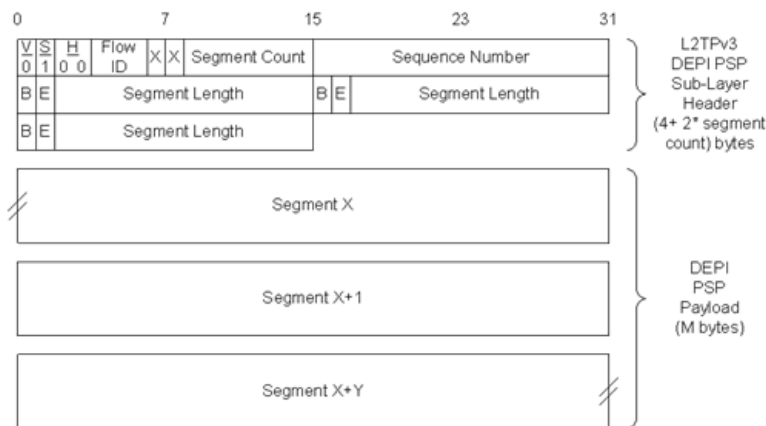 0 7 15 23 31
V S H Flow X X Segment Count Sequence Number
0 1 0 0 ID
B E Segment Length B E Segment Length
B E Segment Length
L2TPv3
DEPI PSP
Sub-Layer
Header
(4+ 2* segment
count) bytes
Segment X
Segment X+1
Segment X+Y
DEPI
PSP
Payload
(M bytes)